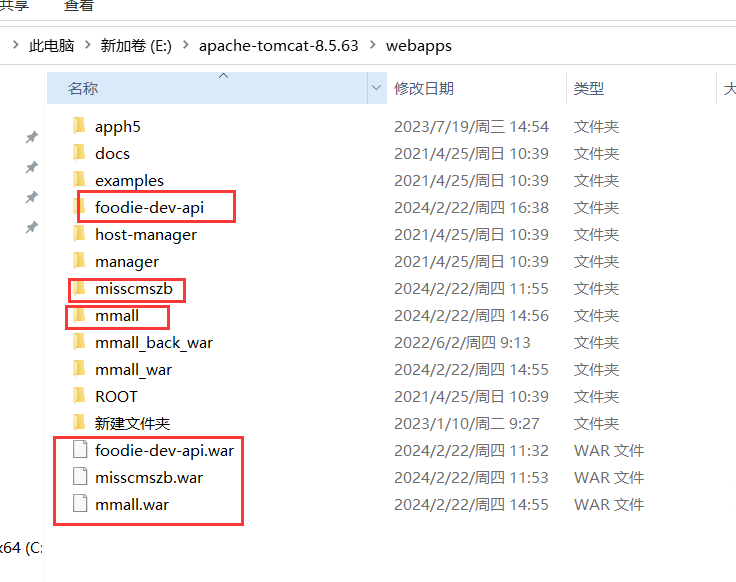 共享 查看
此电脑 > 新加卷 (E:) > apache-tomcat-8.5.63 > webapps
名称 修改日期 类型 大
apph5 2023/7/19/周三 14:54 文件夹
docs 2021/4/25/周日 10:39 文件夹
examples 2021/4/25/周日 10:39 文件夹
foodie-dev-api 2024/2/22/周四 16:38 文件夹
host-manager 2021/4/25/周日 10:39 文件夹
manager 2021/4/25/周日 10:39 文件夹
misscmszb 2024/2/22/周四 11:55 文件夹
mmall 2024/2/22/周四 14:56 文件夹
mmall_back_war 2022/6/2/周四 9:13 文件夹
mmall_war 2024/2/22/周四 14:55 文件夹
ROOT 2021/4/25/周日 10:39 文件夹
新建文件夹 2023/1/10/周二 9:27 文件夹
foodie-dev-api.war 2024/2/22/周四 11:32 WAR 文件
misscmszb.war 2024/2/22/周四 11:53 WAR 文件
mmall.war 2024/2/22/周四 14:55 WAR 文件
x64 (C: